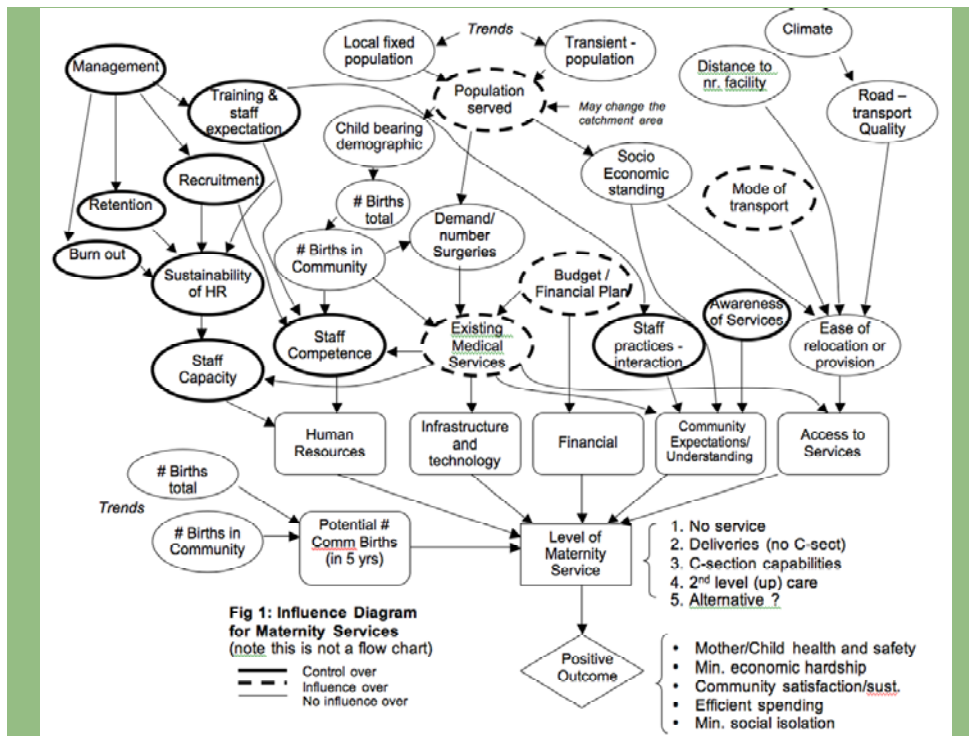 Climate
Local fixed
population
Trends
Transient -
population
Management
Distance to
nr. facility
Training &
staff
expectation
Population
served
May change the
catchment area
Road –
transport
Quality
Child bearing
demographic
Socio
Economic
standing
Recruitment
Mode of
transport
Retention
# Births
total
Demand/
number
Surgeries
Burn out
# Births in
Community
Sustainability
of HR
Budget /
Financial Plan
Awareness
of Services
Staff
Competence
Existing
Medical
Services
Staff
practices -
interaction
Ease of
relocation or
provision
Staff
Capacity
Human
Resources
Infrastructure
and
technology
Financial
Community
Expectations/
Understanding
Access to
Services
# Births
total
Trends
# Births in
Community
Potential #
Comm Births
(in 5 yrs)
Level of
Maternity
Service
1. No service
2. Deliveries (no C-sect)
3. C-section capabilities
4. 2nd level (up) care
5. Alternative ?
Fig 1: Influence Diagram
for Maternity Services
(note this is not a flow chart)
Control over
Influence over
No influence over
Positive
Outcome
• Mother/Child health and safety
• Min. economic hardship
• Community satisfaction/sust.
• Efficient spending
• Min. social isolation